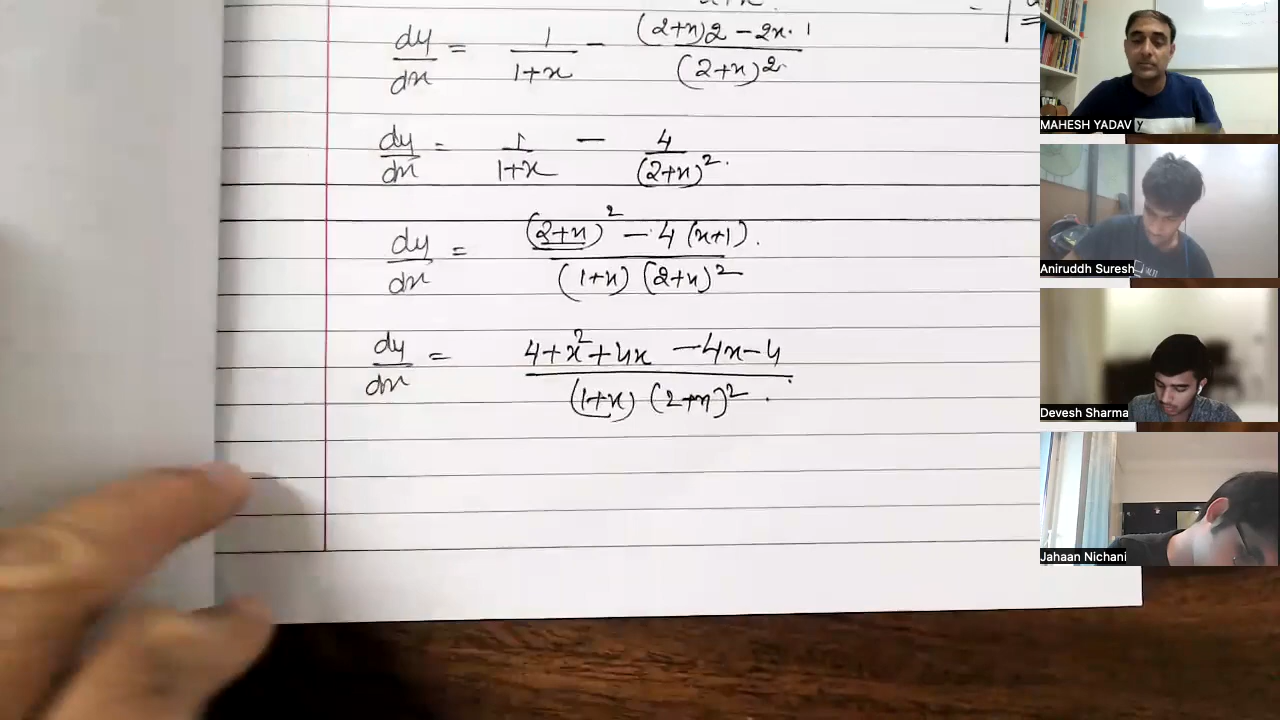 dy/dx = 1/(1+x) - ((2+x)2 - 2x·1)/(2+x)²
dy/dx = 1/(1+x) - 4/(2+x)².
dy/dx = ((2+x)² - 4(x+1).)/((1+x)(2+x)²)
dy/dx = (4+x²+4x - 4x - 4)/((1+x)(2+x)².)
MAHESH YADAV
Aniruddh Suresh
Devesh Sharma
Jahaan Nichani